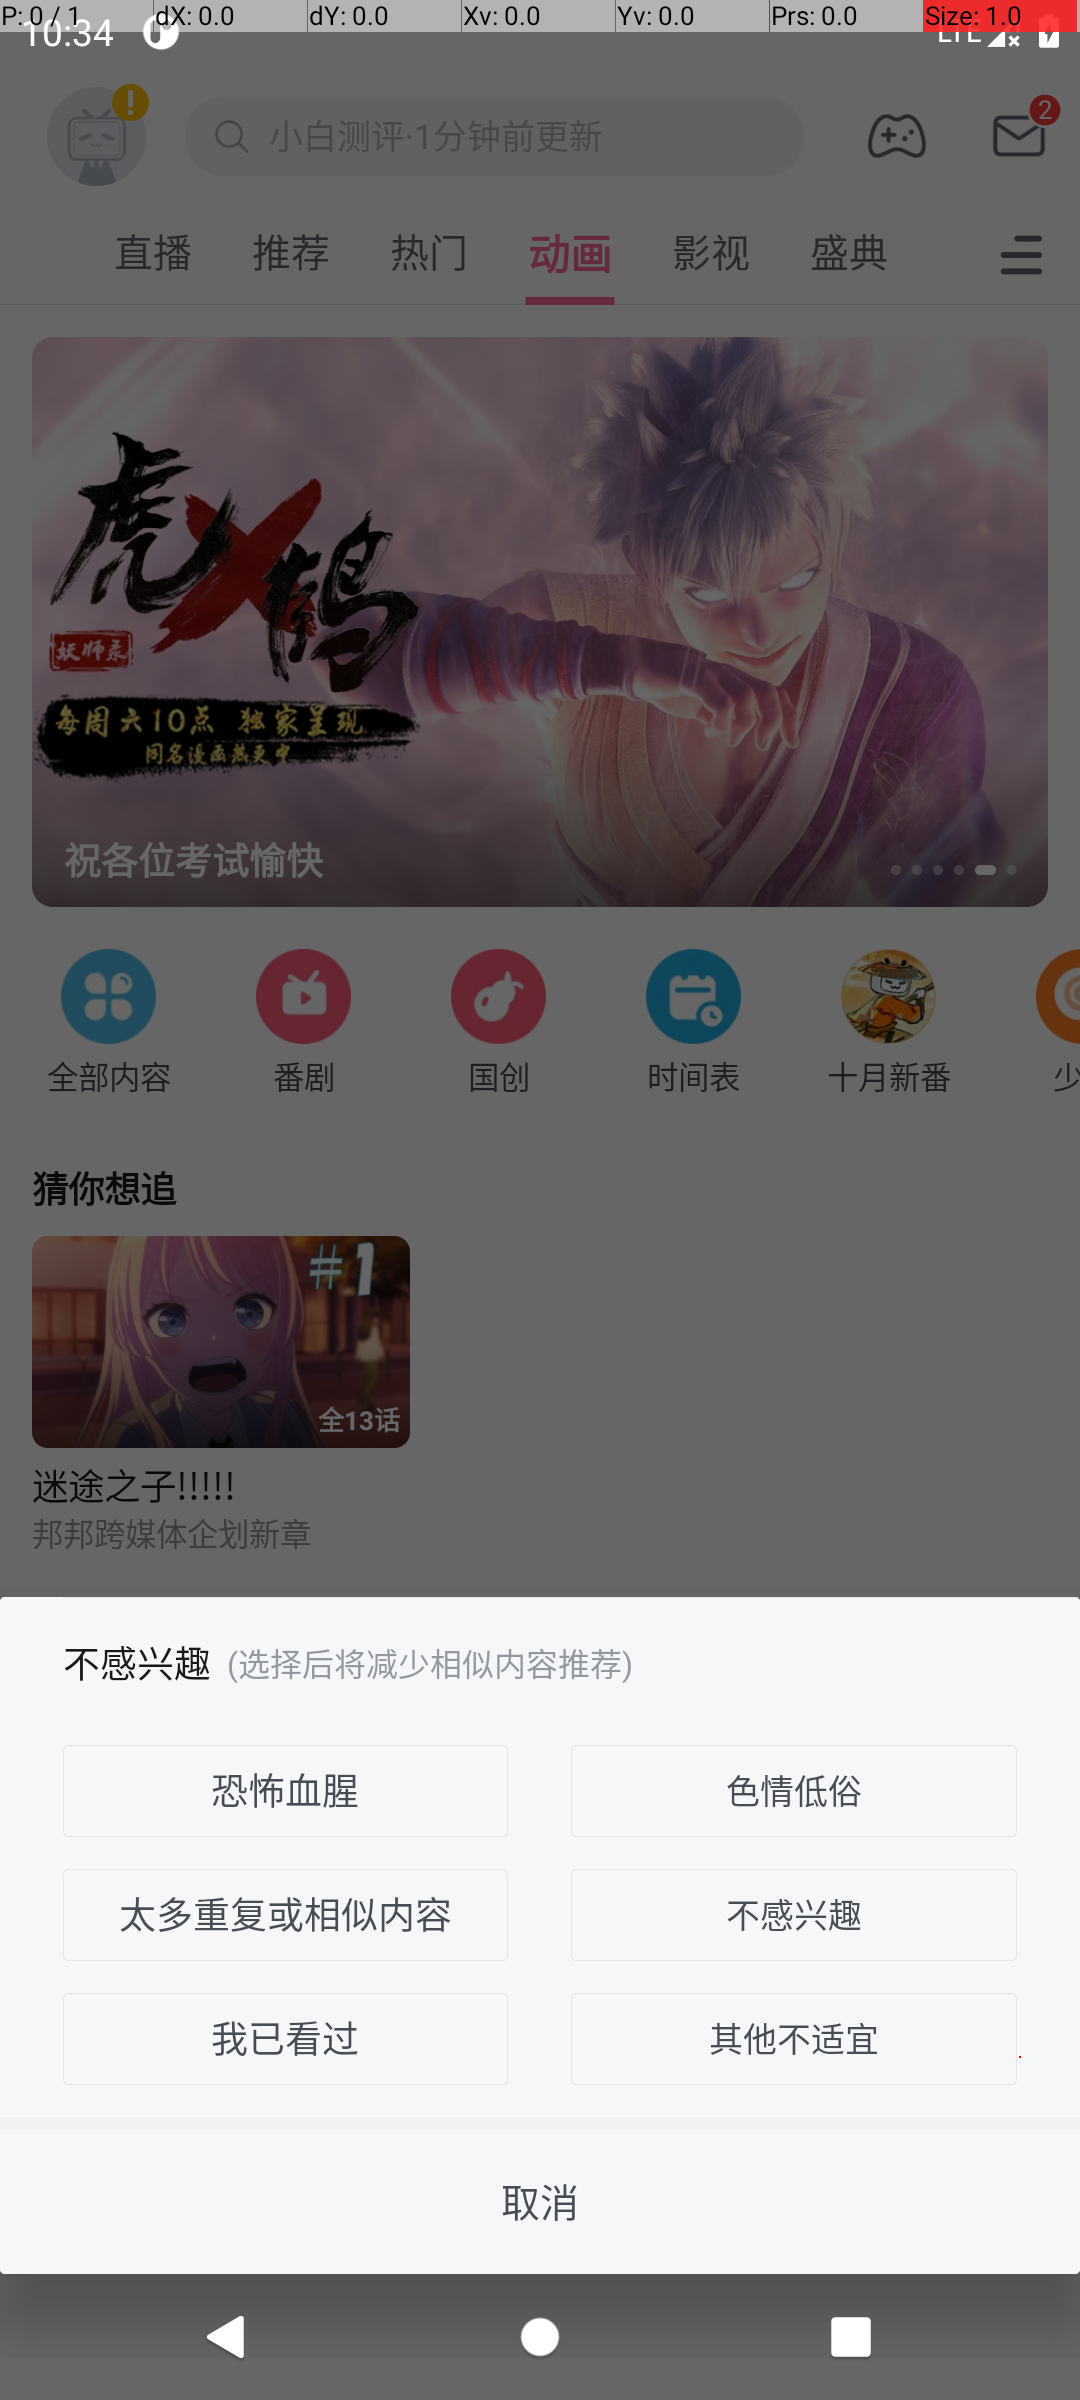 P: 0 / 1 dX: 0.0 dY: 0.0 Xv: 0.0 Yv: 0.0 Prs: 0.0 Size: 1.0
10:34 LTE
小白测评·1分钟前更新 2
直播 推荐 热门 动画 影视 盛典
虎X鸹
妖师录
每周六10点 独家呈现
同名漫画热更中
祝各位考试愉快
全部内容 番剧 国创 时间表 十月新番 少
猜你想追
#1
全13话
迷途之子!!!!!
邦邦跨媒体企划新章
不感兴趣 (选择后将减少相似内容推荐)
恐怖血腥 色情低俗
太多重复或相似内容 不感兴趣
我已看过 其他不适宜
取消